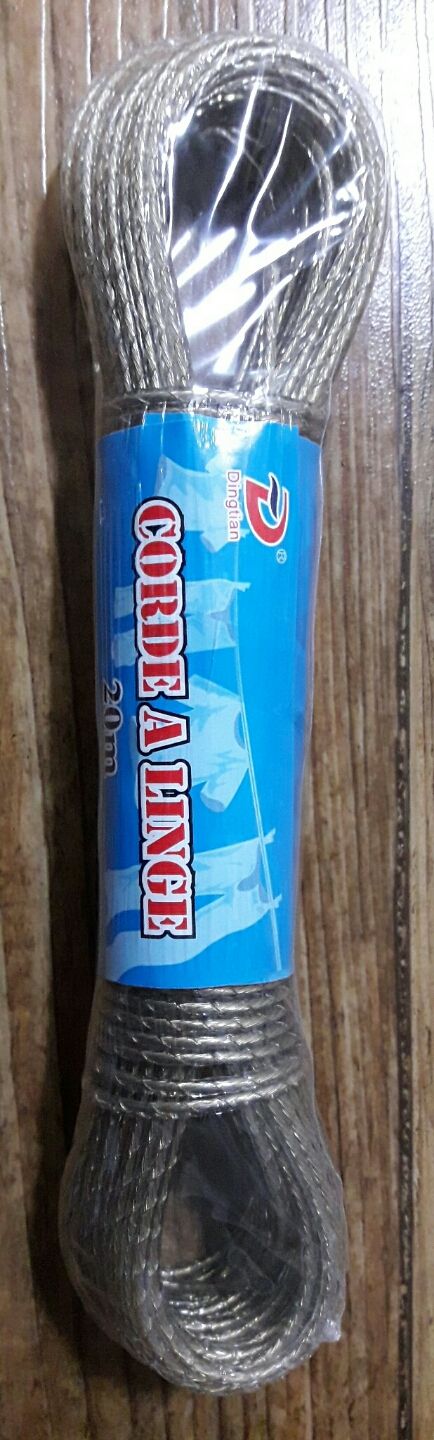 Dingtian
®
CORDE A LINGE
20m